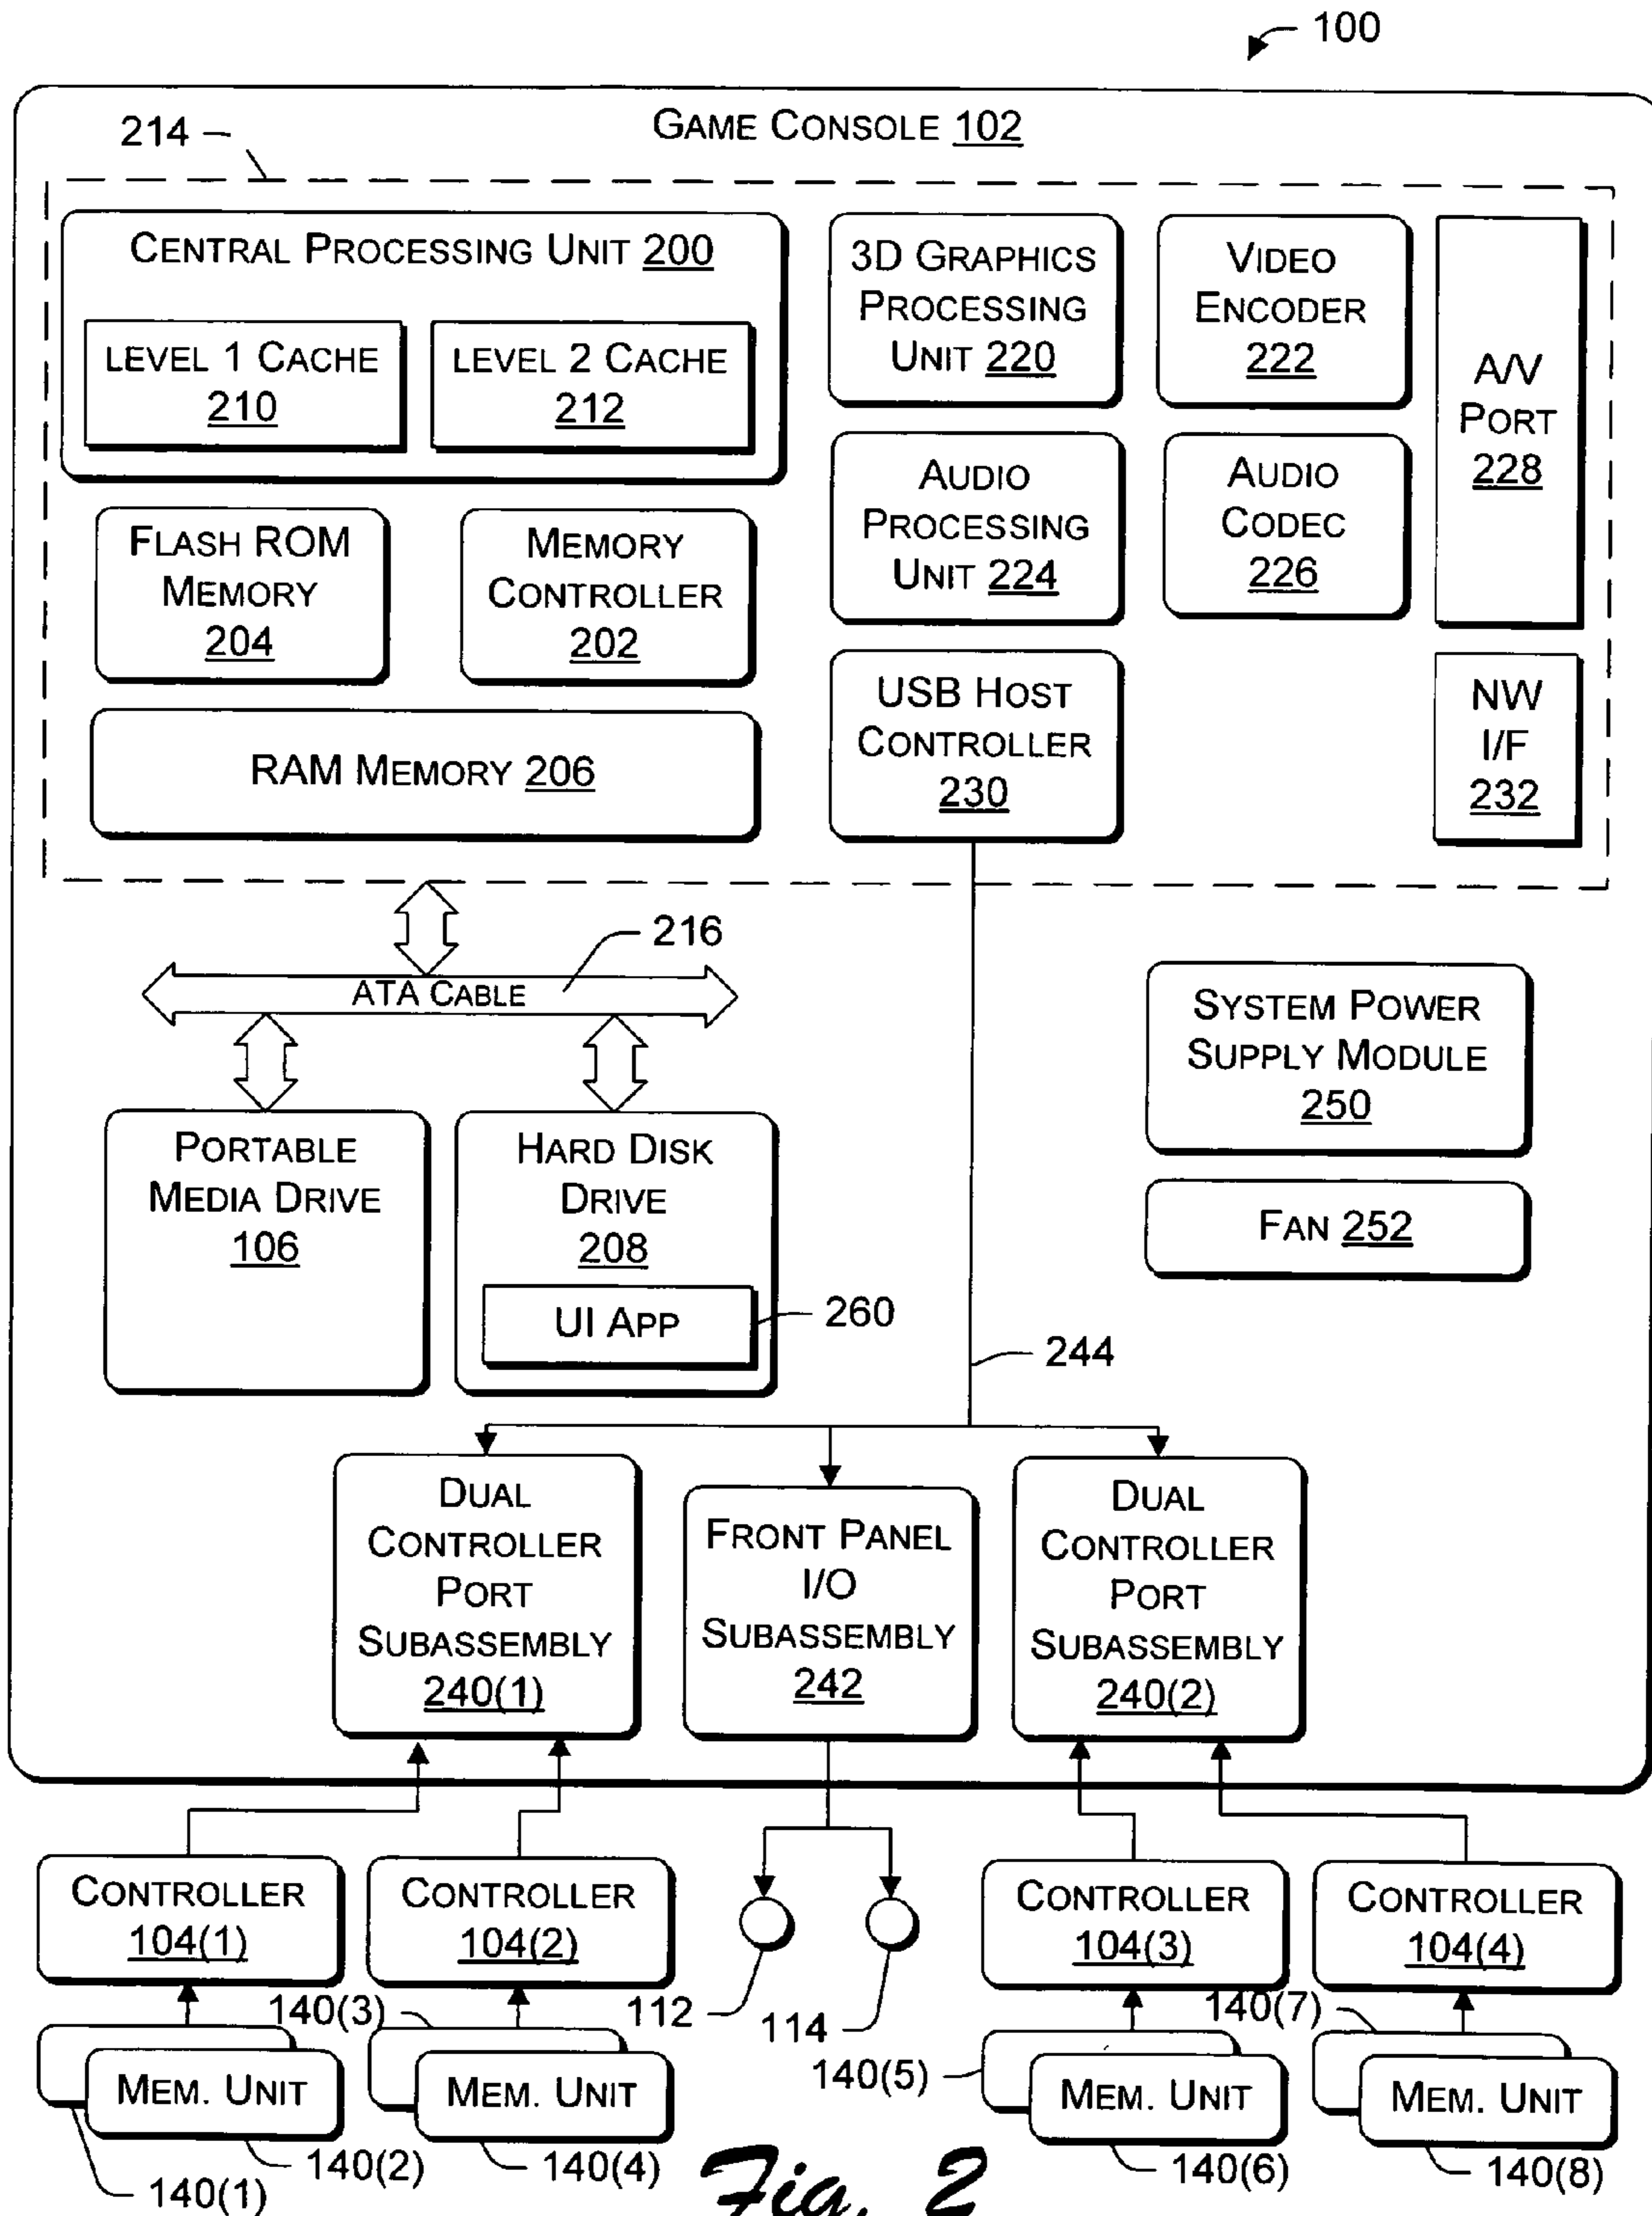 100
GAME CONSOLE 102
214
CENTRAL PROCESSING UNIT 200
LEVEL 1 CACHE
210
LEVEL 2 CACHE
212
3D GRAPHICS
PROCESSING
UNIT 220
VIDEO
ENCODER
222
A/V
PORT
228
AUDIO
PROCESSING
UNIT 224
AUDIO
CODEC
226
FLASH ROM
MEMORY
204
MEMORY
CONTROLLER
202
USB HOST
CONTROLLER
230
NW
I/F
232
RAM MEMORY 206
216
ATA CABLE
SYSTEM POWER
SUPPLY MODULE
250
PORTABLE
MEDIA DRIVE
106
HARD DISK
DRIVE
208
UI APP
260
FAN 252
244
DUAL
CONTROLLER
PORT
SUBASSEMBLY
240(1)
FRONT PANEL
I/O
SUBASSEMBLY
242
DUAL
CONTROLLER
PORT
SUBASSEMBLY
240(2)
CONTROLLER
104(1)
CONTROLLER
104(2)
CONTROLLER
104(3)
CONTROLLER
104(4)
140(3)
112
114
140(7)
140(5)
MEM. UNIT
MEM. UNIT
MEM. UNIT
MEM. UNIT
140(1)
140(2)
140(4)
140(6)
140(8)
Fig. 2